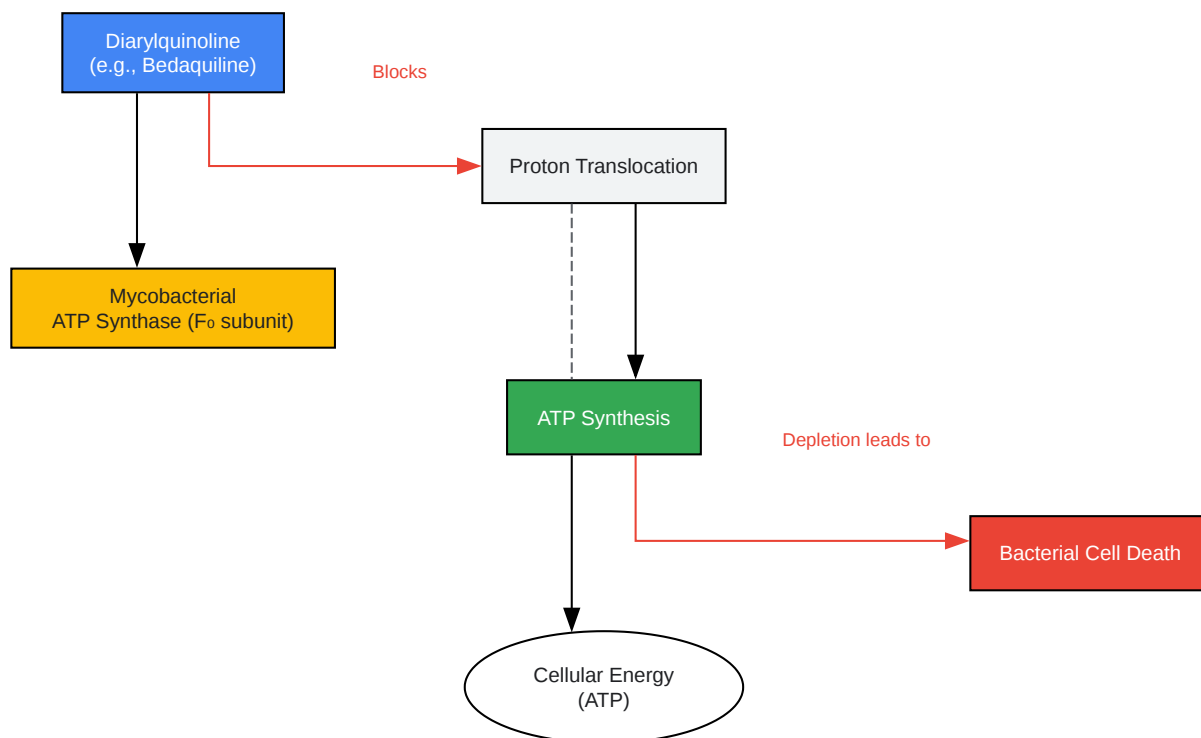 Diarylquinoline
(e.g., Bedaquiline)
Blocks
Proton Translocation
Mycobacterial
ATP Synthase (F₀ subunit)
ATP Synthesis
Depletion leads to
Bacterial Cell Death
Cellular Energy
(ATP)